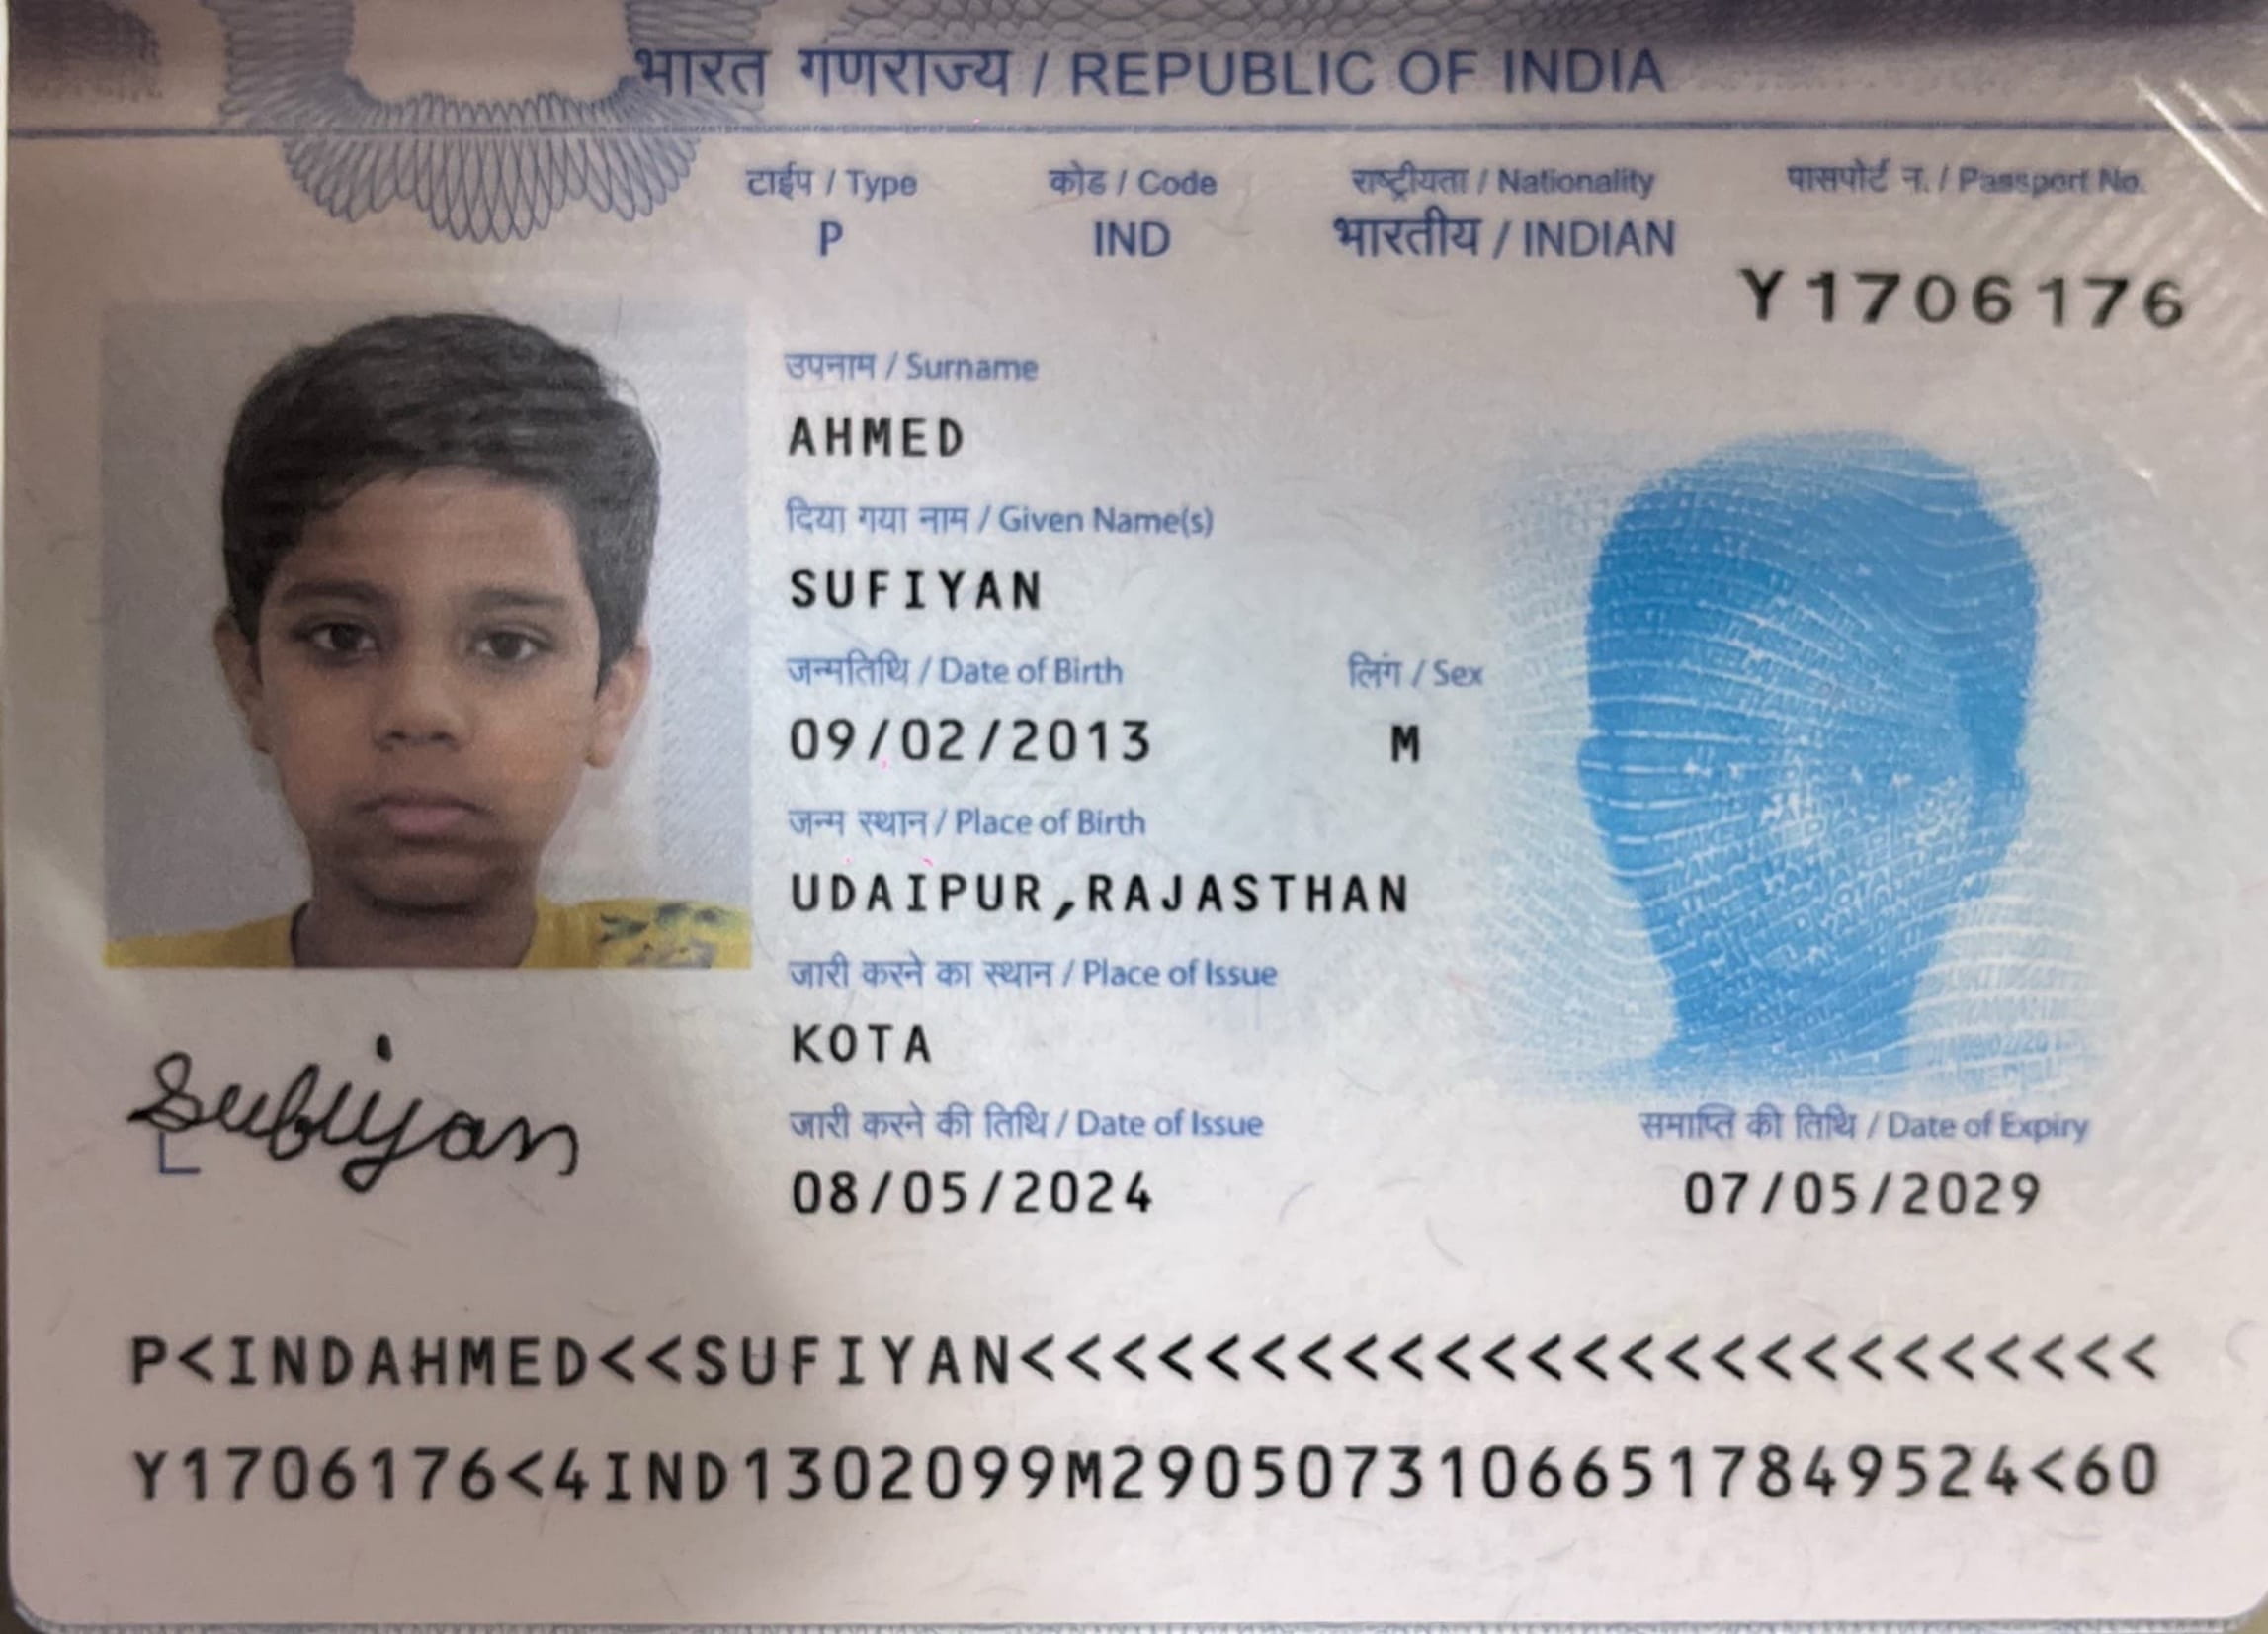 भारत गणराज्य / REPUBLIC OF INDIA
टाईप / Type कोड / Code राष्ट्रीयता / Nationality पासपोर्ट न. / Passport No.
P IND भारतीय / INDIAN
Y1706176
उपनाम / Surname
AHMED
दिया गया नाम / Given Name(s)
SUFIYAN
जन्मतिथि / Date of Birth लिंग / Sex
09/02/2013 M
जन्म स्थान / Place of Birth
UDAIPUR,RAJASTHAN
जारी करने का स्थान / Place of Issue
KOTA
Sufiyan
जारी करने की तिथि / Date of Issue समाप्ति की तिथि / Date of Expiry
08/05/2024 07/05/2029
P<INDAHMED<<SUFIYAN<<<<<<<<<<<<<<<<<<<<<<<<<
Y1706176<4IND1302099M29050731066517849524<60